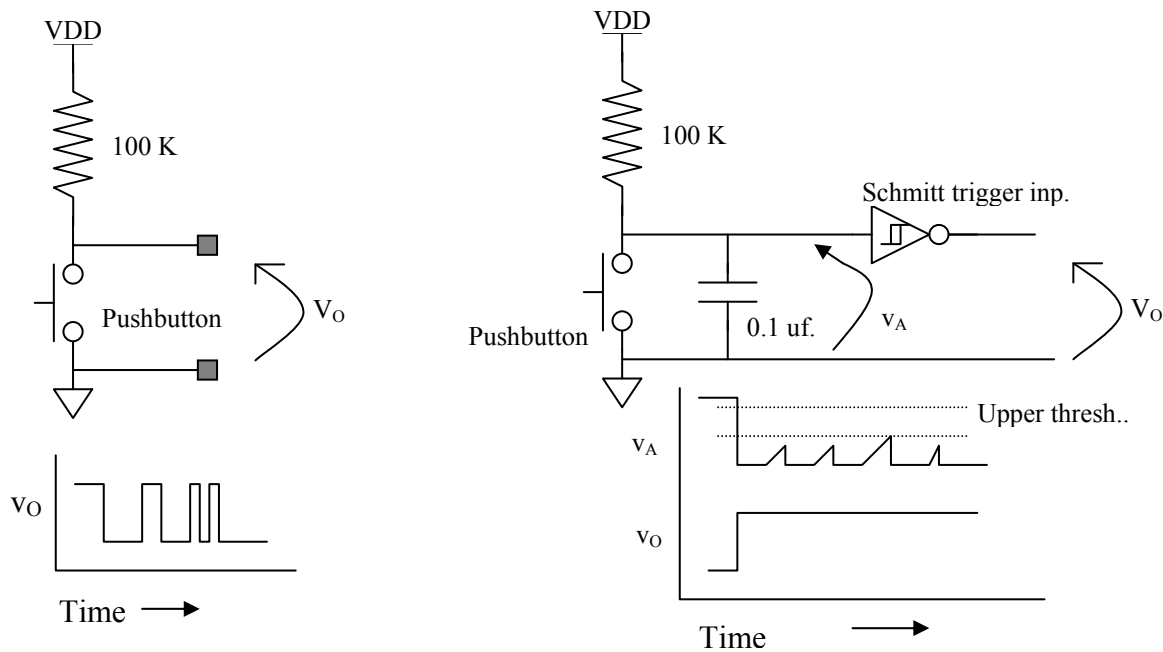 VDD
100 K
Pushbutton
VO
vO
Time
VDD
100 K
Schmitt trigger inp.
Pushbutton
0.1 uf.
vA
VO
Upper thresh..
vA
vO
Time